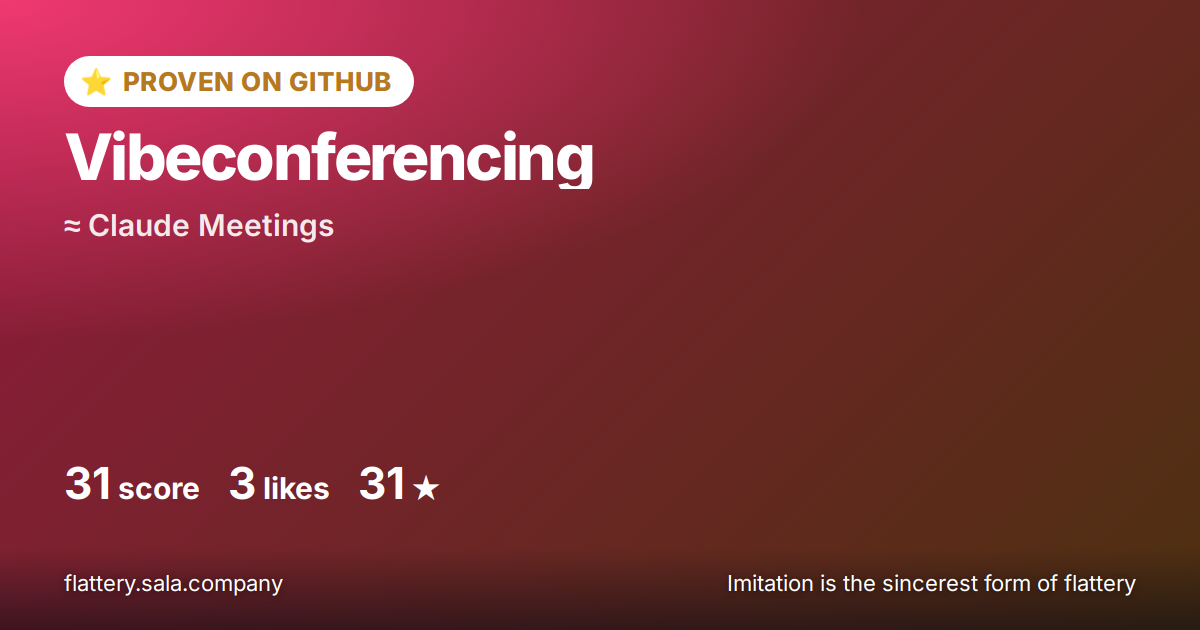 ⭐ PROVEN ON GITHUB
Vibeconferencing
≈ Claude Meetings
31 score 3 likes 31 ★
flattery.sala.company
Imitation is the sincerest form of flattery